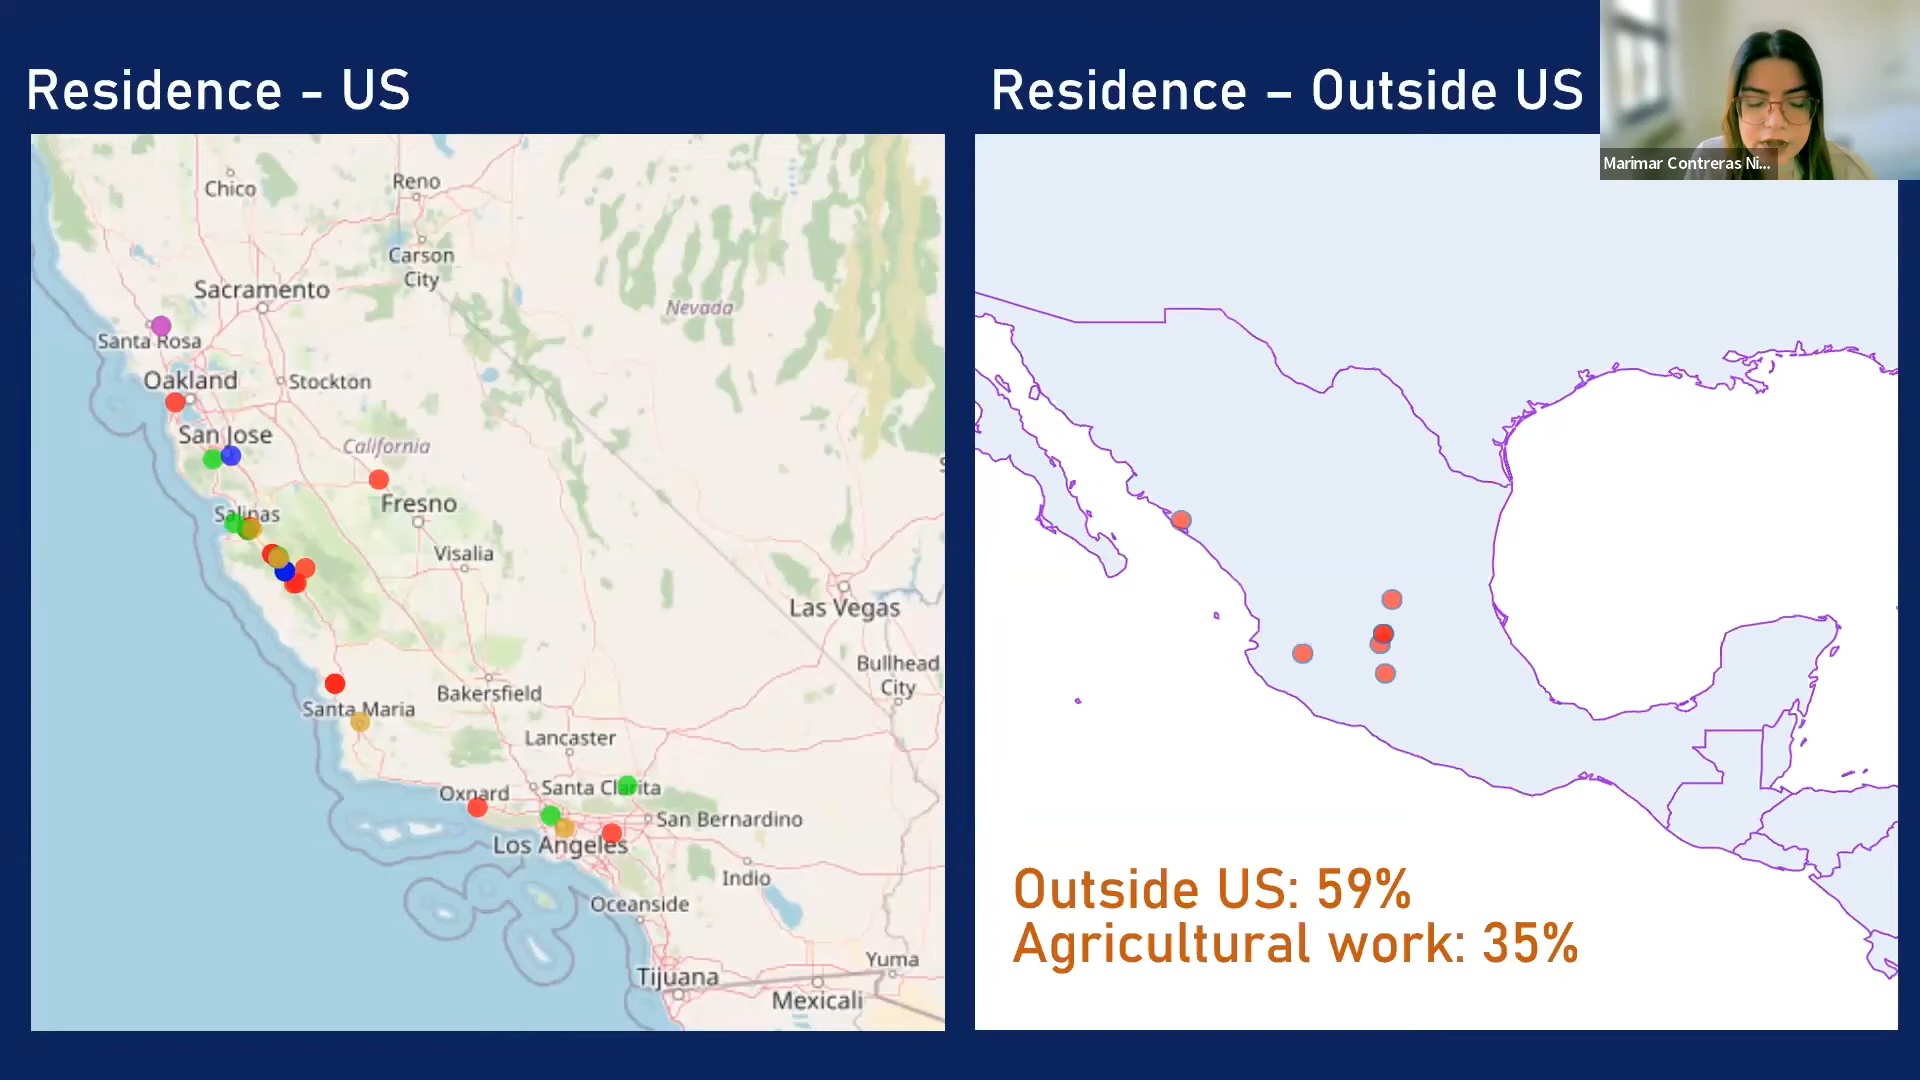 Residence - US
Residence – Outside US
Marimar Contreras Ni...
Chico
Reno
Carson
City
Sacramento
Nevada
Santa Rosa
Oakland
Stockton
San Jose
California
Salinas
Fresno
Visalia
Las Vegas
Bullhead
City
Santa Maria
Bakersfield
Lancaster
Oxnard
Santa Clarita
San Bernardino
Los Angeles
Indio
Oceanside
Yuma
Tijuana
Mexicali
Outside US: 59%
Agricultural work: 35%